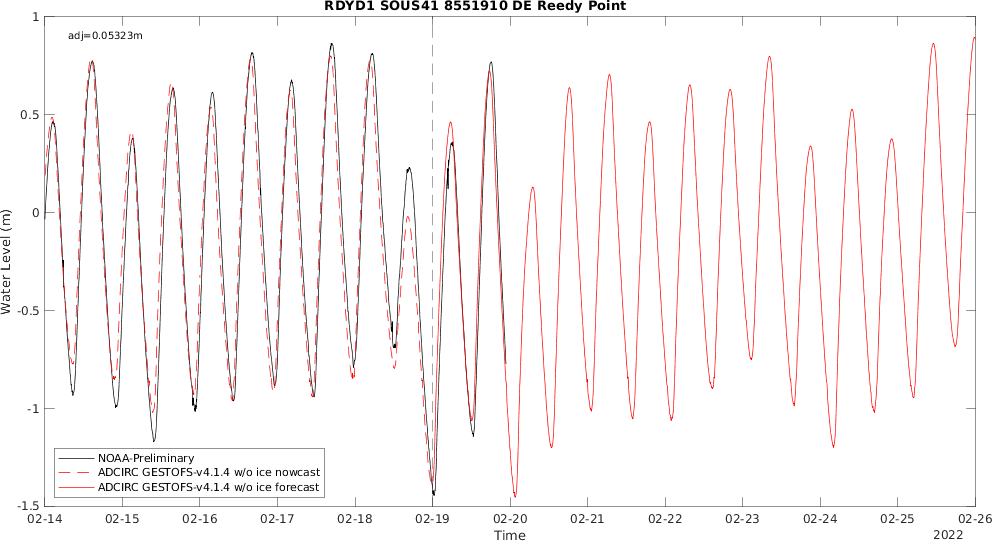 RDYD1 SOUS41 8551910 DE Reedy Point
adj=0.05323m
1
0.5
0
-0.5
-1
-1.5
Water Level (m)
NOAA-Preliminary
ADCIRC GESTOFS-v4.1.4 w/o ice nowcast
ADCIRC GESTOFS-v4.1.4 w/o ice forecast
02-14 02-15 02-16 02-17 02-18 02-19 02-20 02-21 02-22 02-23 02-24 02-25 02-26
Time
2022